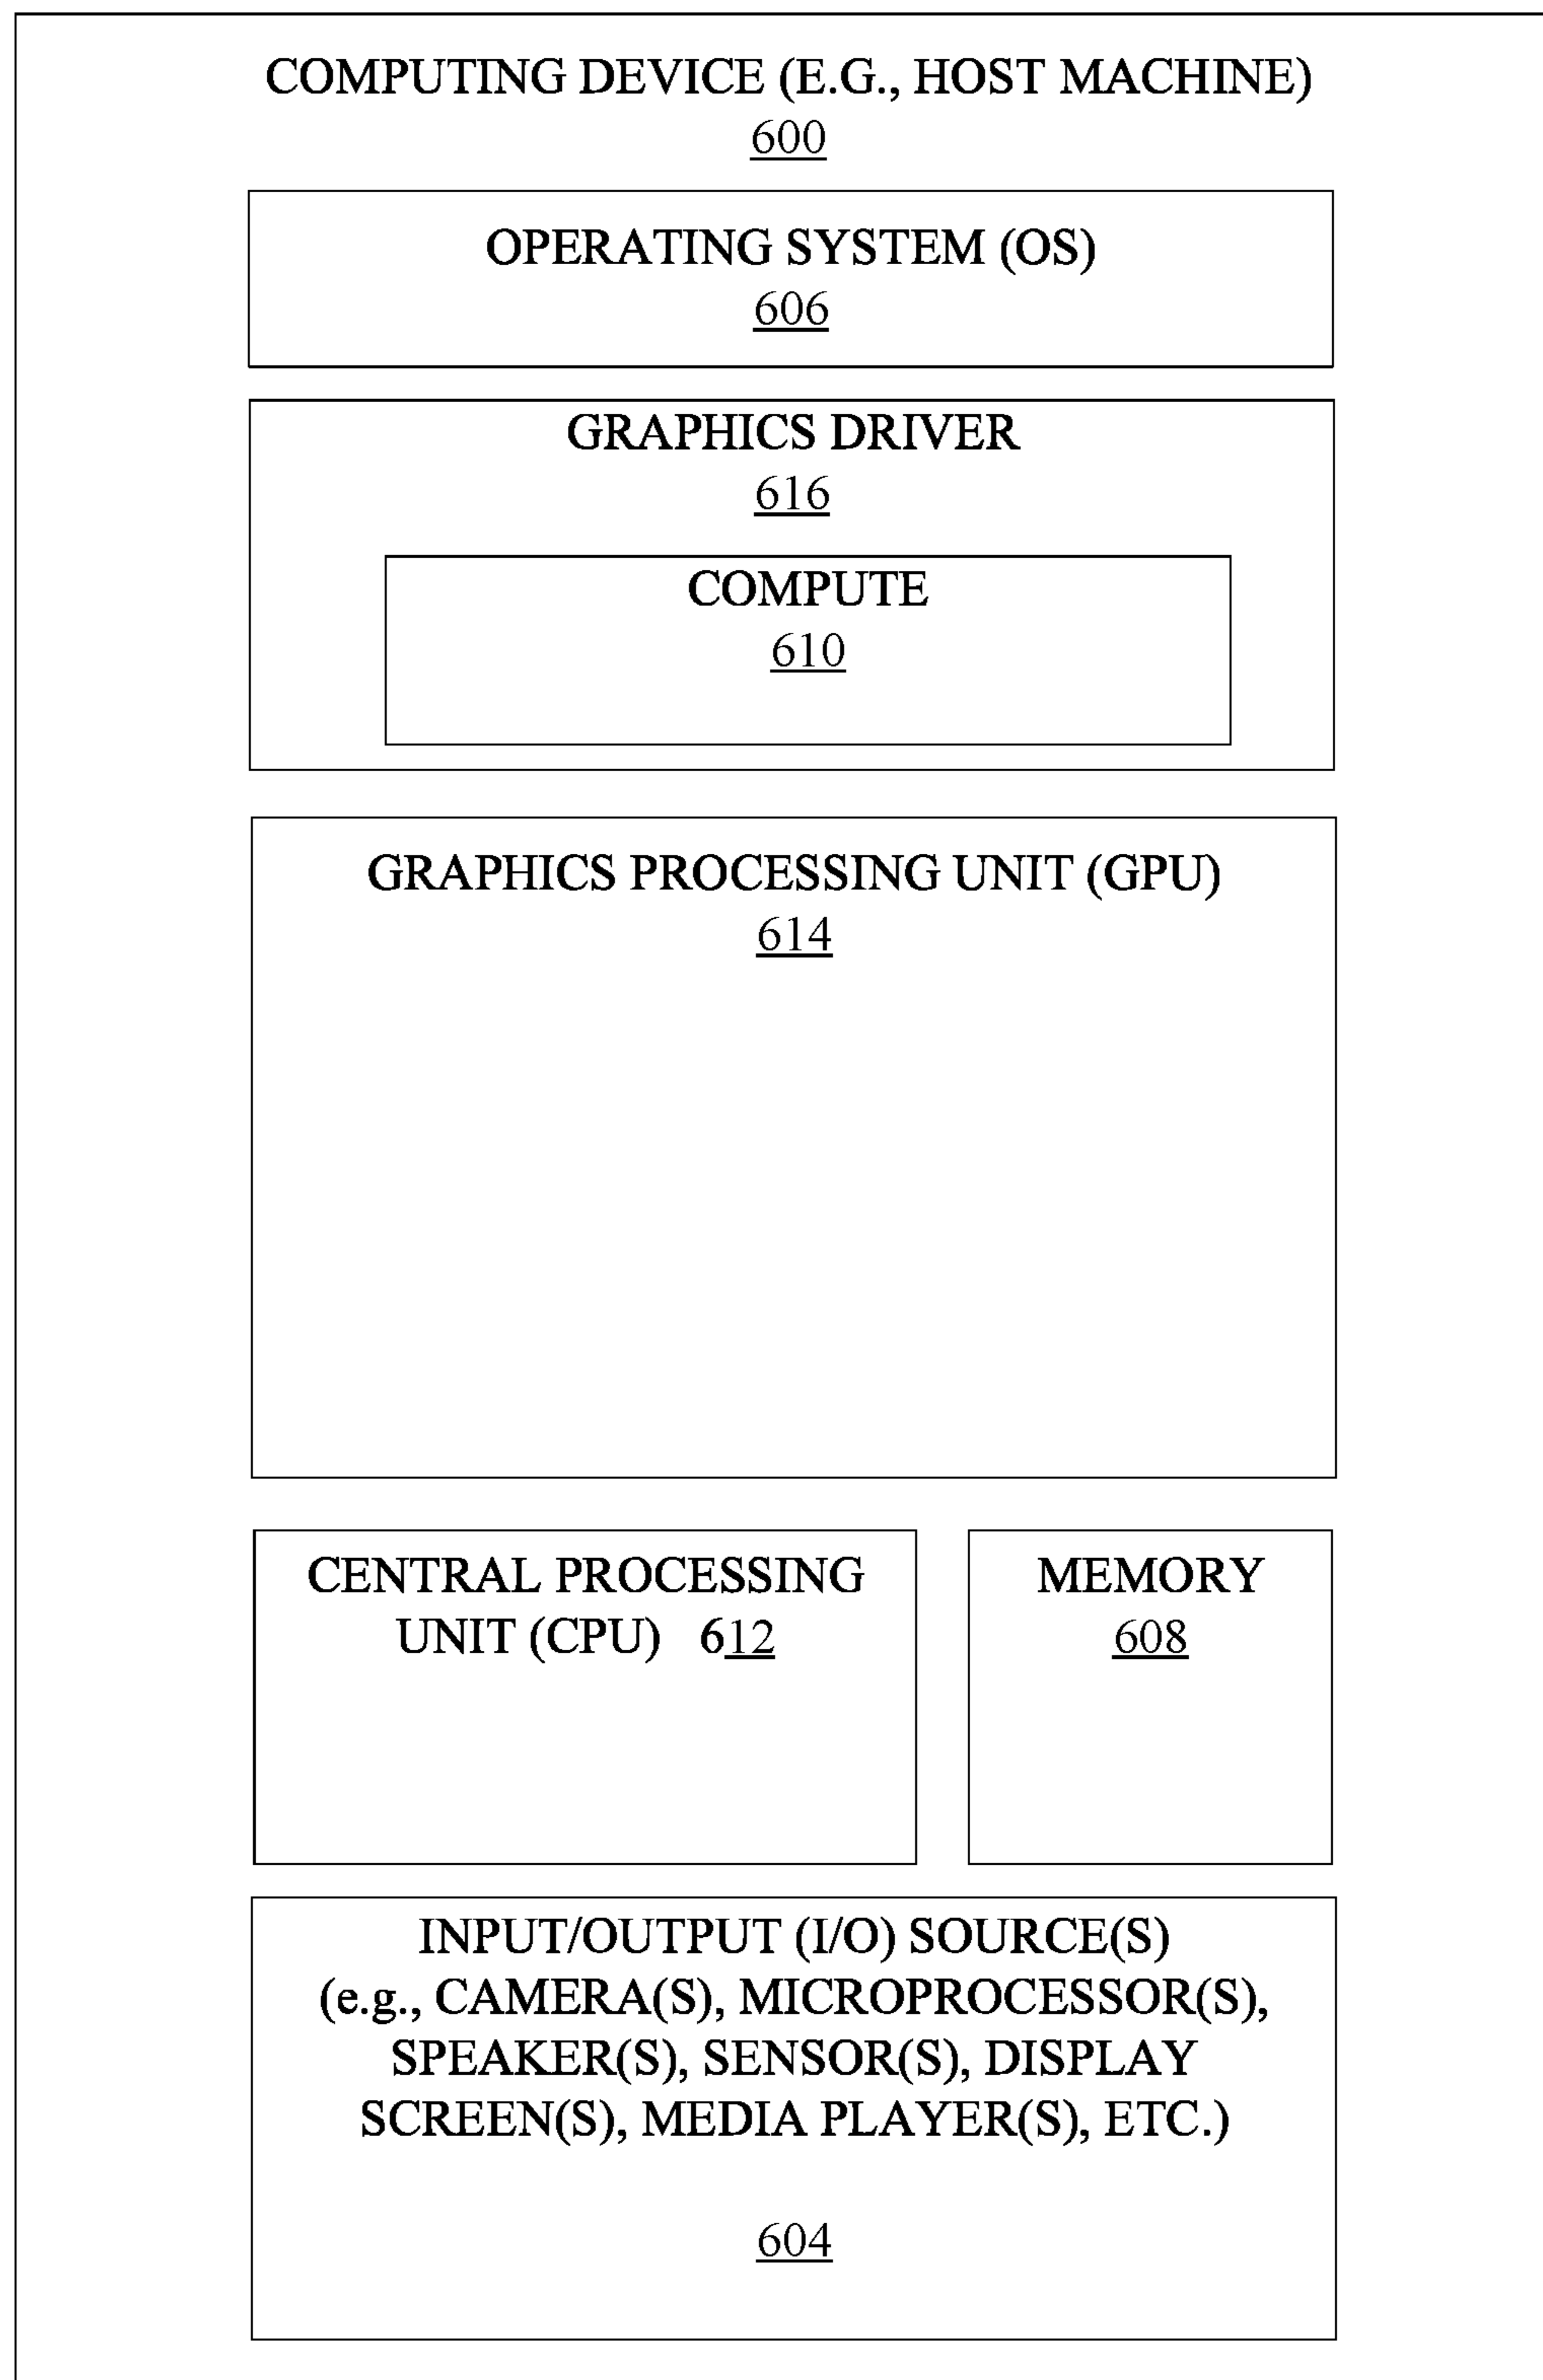 COMPUTING DEVICE (E.G., HOST MACHINE)
600
OPERATING SYSTEM (OS)
606
GRAPHICS DRIVER
616
COMPUTE
610
GRAPHICS PROCESSING UNIT (GPU)
614
CENTRAL PROCESSING
UNIT (CPU) 612
MEMORY
608
INPUT/OUTPUT (I/O) SOURCE(S)
(e.g., CAMERA(S), MICROPROCESSOR(S),
SPEAKER(S), SENSOR(S), DISPLAY
SCREEN(S), MEDIA PLAYER(S), ETC.)
604